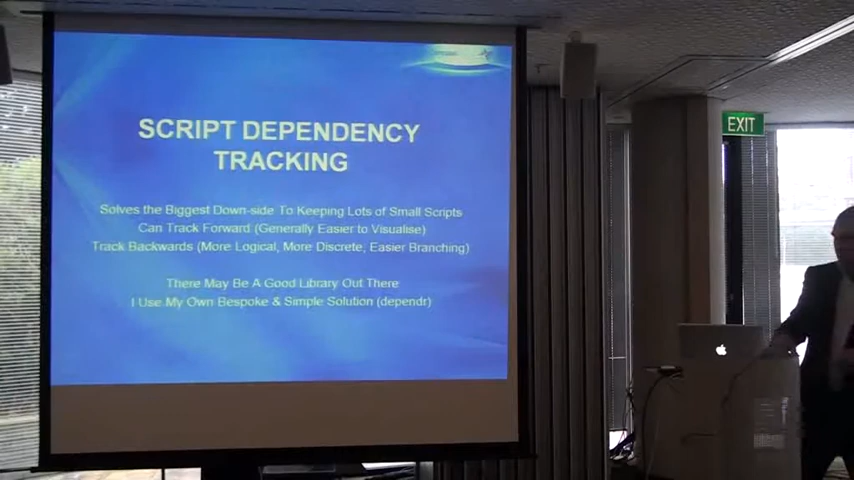 SCRIPT DEPENDENCY
TRACKING
Solves the Biggest Down-side To Keeping Lots of Small Scripts
Can Track Forward (Generally Easier to Visualise)
Track Backwards (More Logical, More Discrete, Easier Branching)
There May Be A Good Library Out There
I Use My Own Bespoke & Simple Solution (dependr)
EXIT